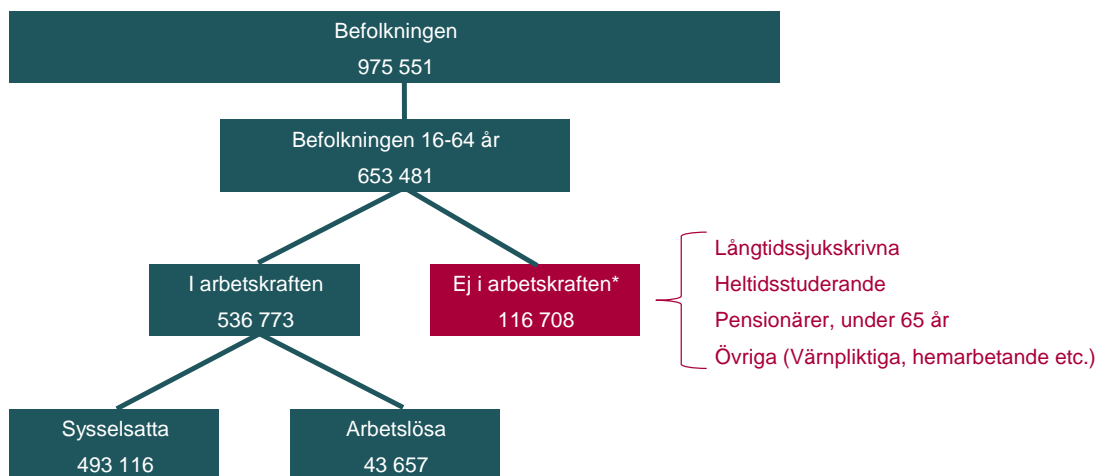 Befolkningen
975 551
Befolkningen 16-64 år
653 481
I arbetskraften
536 773
Ej i arbetskraften*
116 708
Långtidssjukskrivna
Heltidsstuderande
Pensionärer, under 65 år
Övriga (Värnpliktiga, hemarbetande etc.)
Sysselsatta
493 116
Arbetslösa
43 657